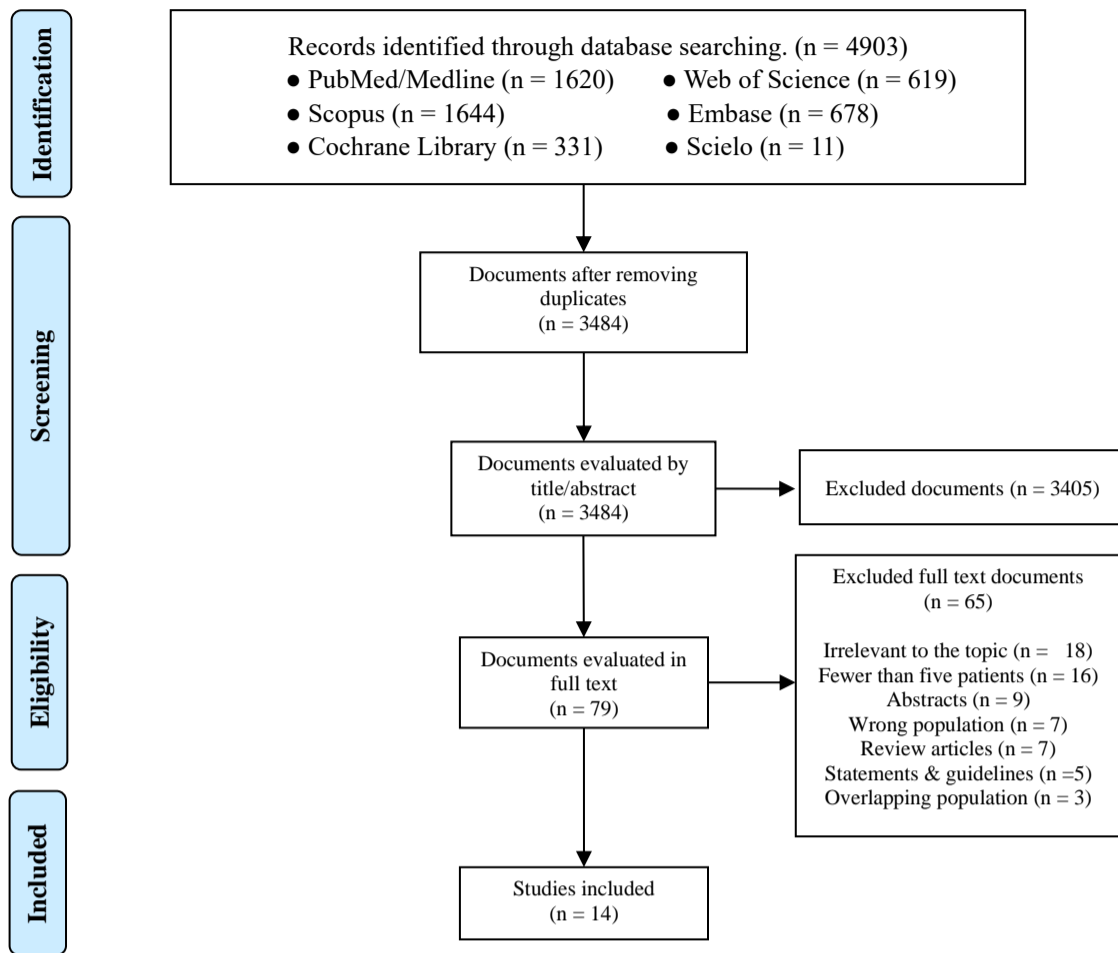 Identification
Records identified through database searching. (n = 4903)
● PubMed/Medline (n = 1620)
● Web of Science (n = 619)
● Scopus (n = 1644)
● Embase (n = 678)
● Cochrane Library (n = 331)
● Scielo (n = 11)
Screening
Documents after removing
duplicates
(n = 3484)
Documents evaluated by
title/abstract
(n = 3484)
Excluded documents (n = 3405)
Eligibility
Documents evaluated in
full text
(n = 79)
Excluded full text documents
(n = 65)
Irrelevant to the topic (n = 18)
Fewer than five patients (n = 16)
Abstracts (n = 9)
Wrong population (n = 7)
Review articles (n = 7)
Statements & guidelines (n =5)
Overlapping population (n = 3)
Included
Studies included
(n = 14)